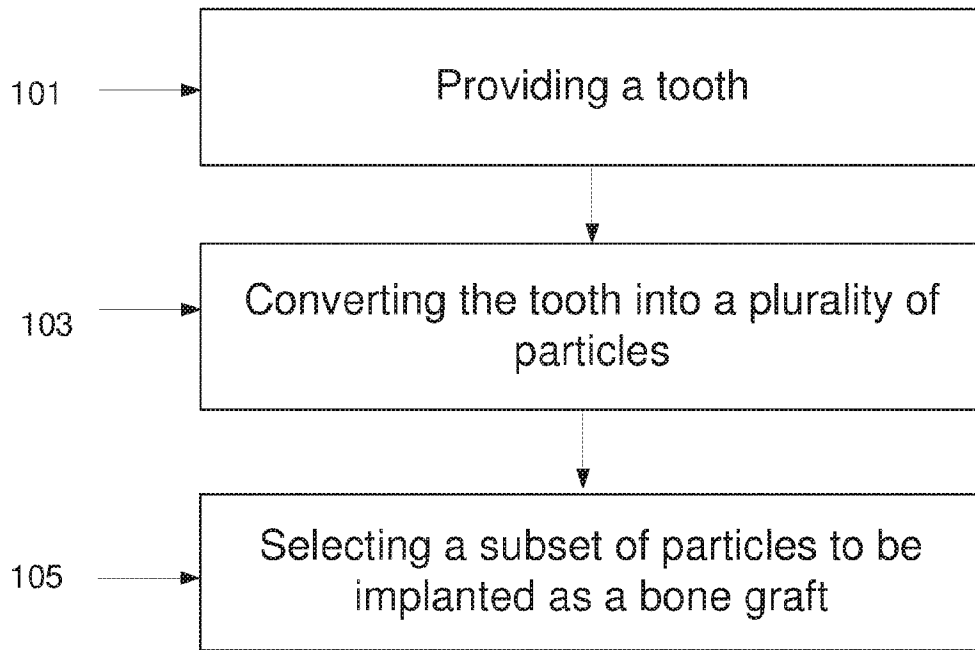 101
Providing a tooth
103
Converting the tooth into a plurality of
particles
105
Selecting a subset of particles to be
implanted as a bone graft